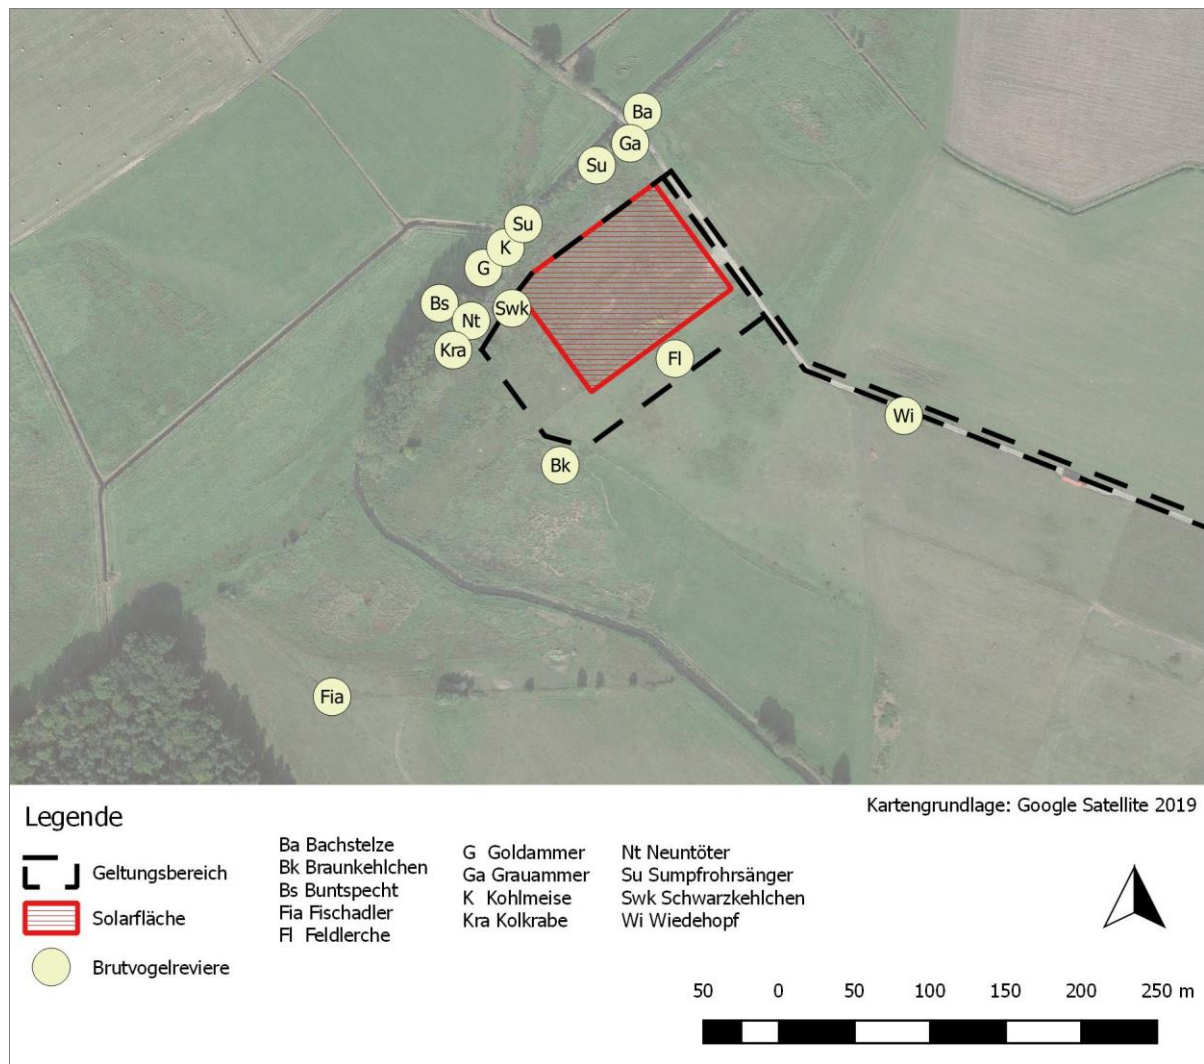 Ba
Ga
Su
Su
K
G
Bs
Swk
Nt
Kra
Fl
Wi
Bk
Fia
Kartengrundlage: Google Satellite 2019
Legende
Geltungsbereich
Solarfläche
Brutvogelreviere
Ba Bachstelze
Bk Braunkehlchen
Bs Buntspecht
Fia Fischadler
Fl Feldlerche
G Goldammer
Ga Grauammer
K Kohlmeise
Kra Kolkrabe
Nt Neuntöter
Su Sumpfrohrsänger
Swk Schwarzkehlchen
Wi Wiedehopf
50 0 50 100 150 200 250 m